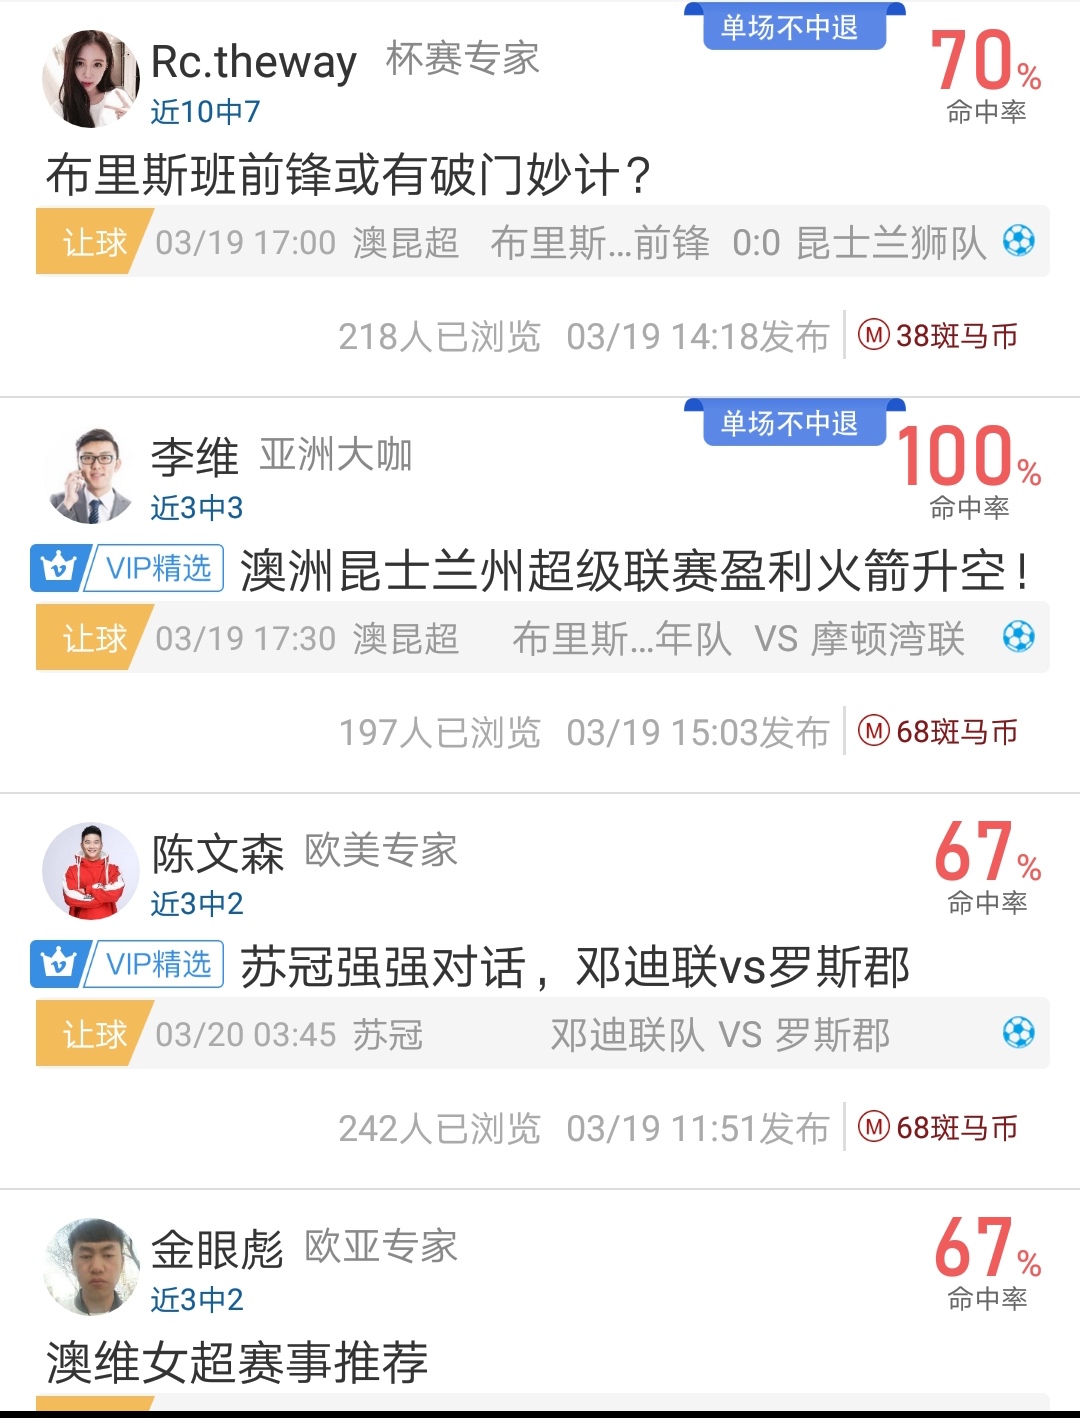 单场不中退
Rc.theway 杯赛专家 70%
近10中7 命中率
布里斯班前锋或有破门妙计?
让球 03/19 17:00 澳昆超 布里斯...前锋 0:0 昆士兰狮队
218人已浏览 03/19 14:18发布 M 38斑马币
单场不中退
李维 亚洲大咖 100%
近3中3 命中率
VIP精选 澳洲昆士兰州超级联赛盈利火箭升空!
让球 03/19 17:30 澳昆超 布里斯...年队 VS 摩顿湾联
197人已浏览 03/19 15:03发布 M 68斑马币
陈文森 欧美专家 67%
近3中2 命中率
VIP精选 苏冠强强对话，邓迪联vs罗斯郡
让球 03/20 03:45 苏冠 邓迪联队 VS 罗斯郡
242人已浏览 03/19 11:51发布 M 68斑马币
金眼彪 欧亚专家 67%
近3中2 命中率
澳维女超赛事推荐